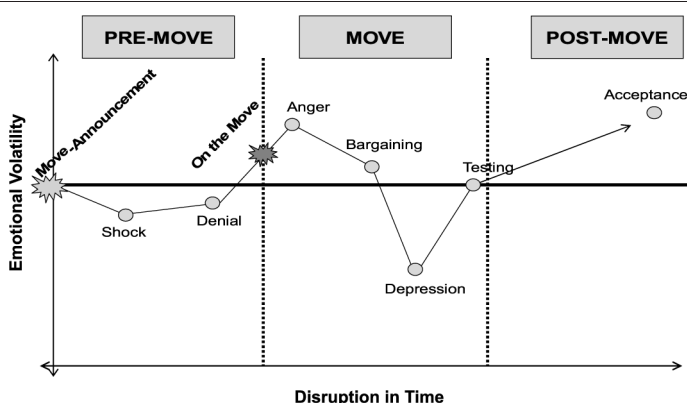 PRE-MOVE
MOVE
POST-MOVE
Move-Announcement
On the Move
Anger
Acceptance
Bargaining
Testing
Shock
Denial
Depression
Emotional Volatility
Disruption in Time